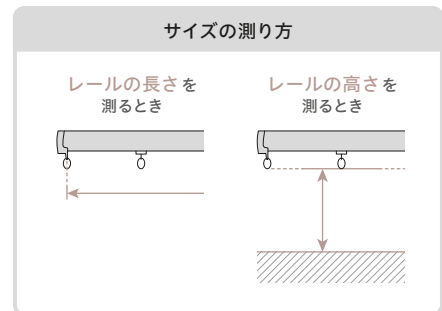 サイズの測り方
レールの長さを
測るとき
レールの高さを
測るとき